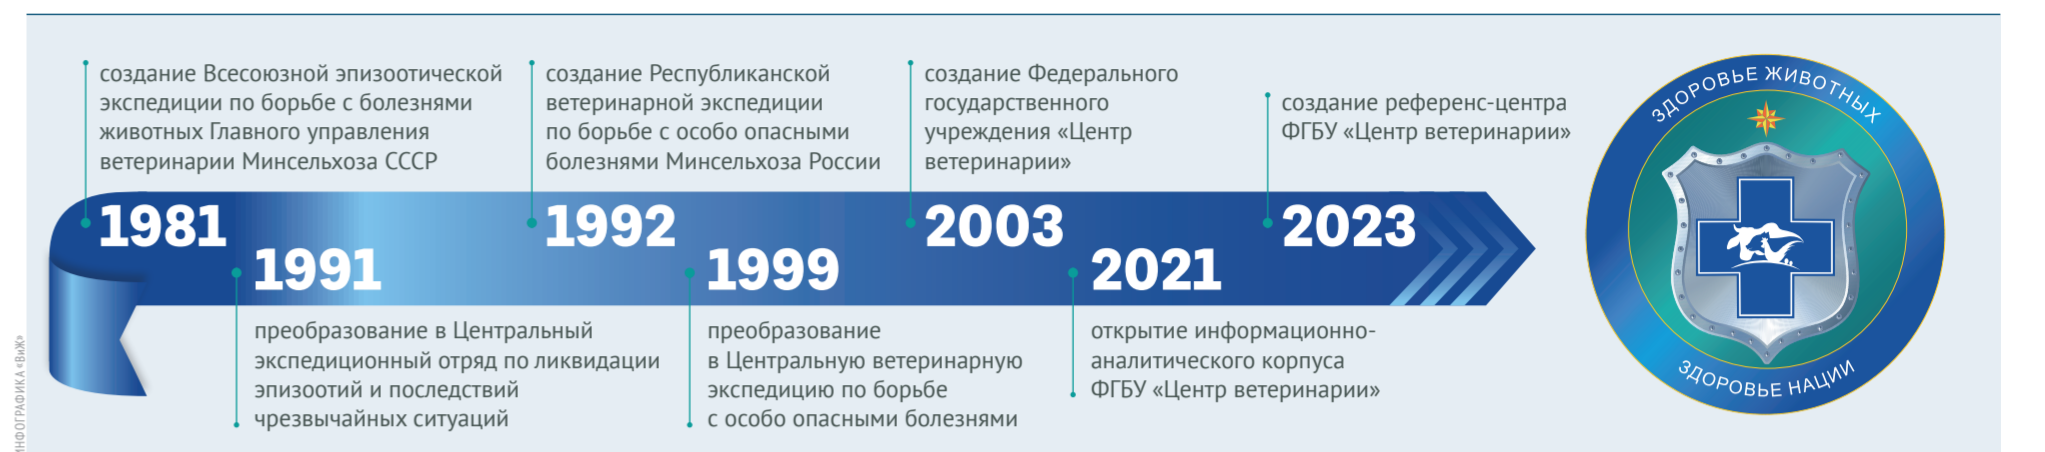 создание Всесоюзной эпизоотической
экспедиции по борьбе с болезнями
животных Главного управления
ветеринарии Минсельхоза СССР
1981
1991
преобразование в Центральный
экспедиционный отряд по ликвидации
эпизоотий и последствий
чрезвычайных ситуаций
создание Республиканской
ветеринарной экспедиции
по борьбе с особо опасными
болезнями Минсельхоза России
1992
1999
преобразование
в Центральную ветеринарную
экспедицию по борьбе
с особо опасными болезнями
создание Федерального
государственного
учреждения «Центр
ветеринарии»
2003
2021
открытие информационно-
аналитического корпуса
ФГБУ «Центр ветеринарии»
создание референс-центра
ФГБУ «Центр ветеринарии»
2023
ЗДОРОВЬЕ ЖИВОТНЫХ
ЗДОРОВЬЕ НАЦИИ
ИНФОГРАФИКА «ВиЖ»